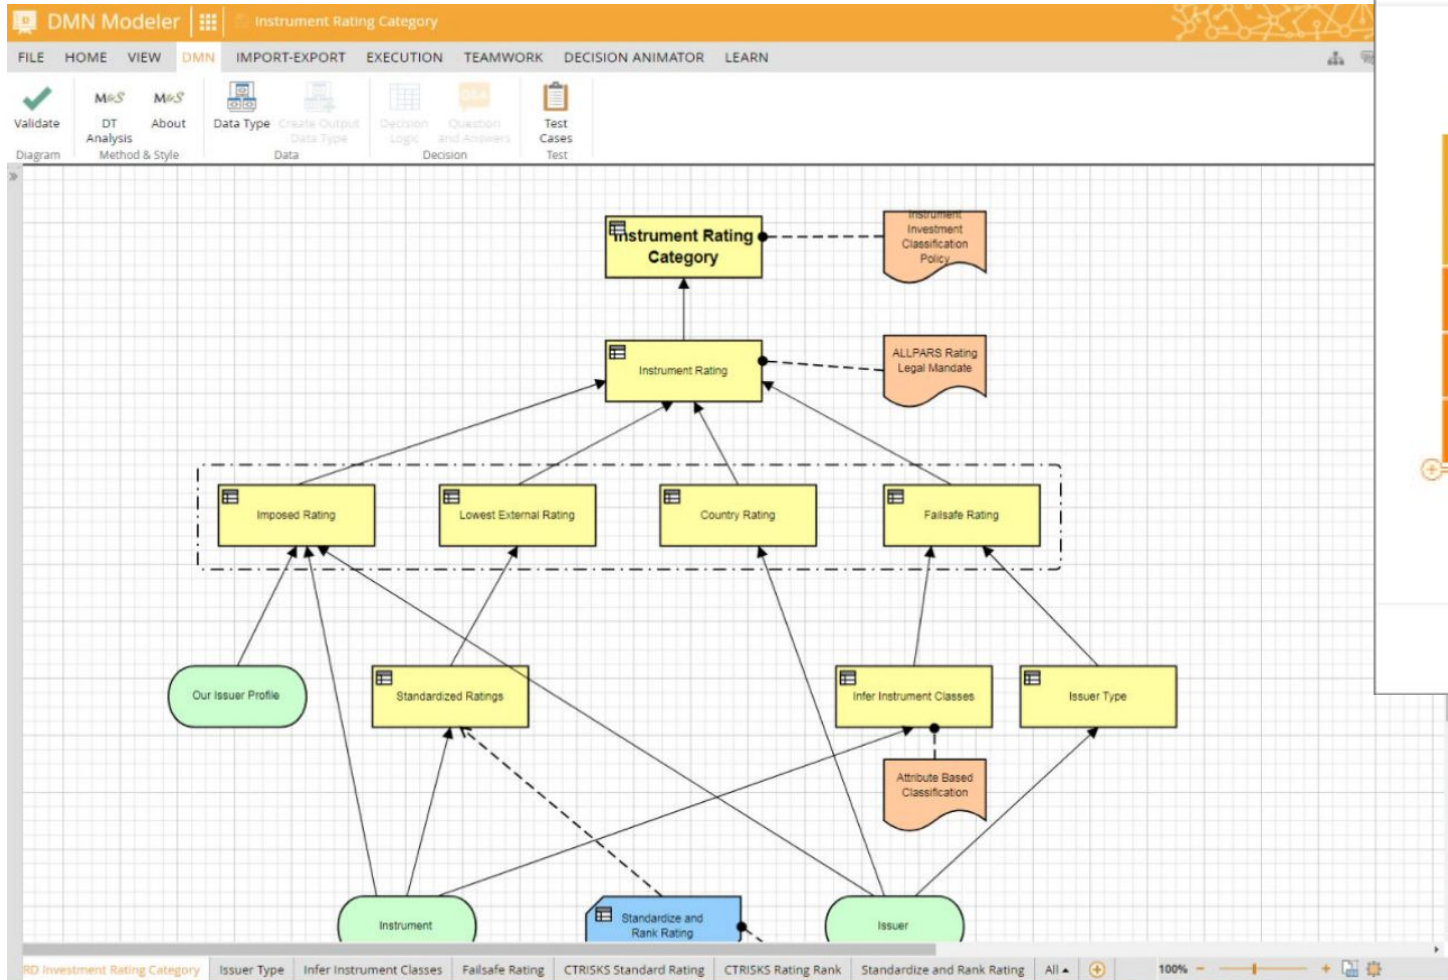 DMN Modeler
Instrument Rating Category
FILE HOME VIEW DMN IMPORT-EXPORT EXECUTION TEAMWORK DECISION ANIMATOR LEARN
Validate
DT
Analysis
About
Data Type
Create Output
Data Type
Decision
Logic
Question
and Answers
Test
Cases
Diagram Method & Style Data Decision Test
Instrument Rating
Category
Instrument
Investment
Classification
Policy
Instrument Rating
ALLPARS Rating
Legal Mandate
Imposed Rating
Lowest External Rating
Country Rating
Failsafe Rating
Our Issuer Profile
Standardized Ratings
Infer Instrument Classes
Issuer Type
Attribute Based
Classification
Instrument
Standardize and
Rank Rating
Issuer
RD Investment Rating Category Issuer Type Infer Instrument Classes Failsafe Rating CTRISKS Standard Rating CTRISKS Rating Rank Standardize and Rank Rating All 100%